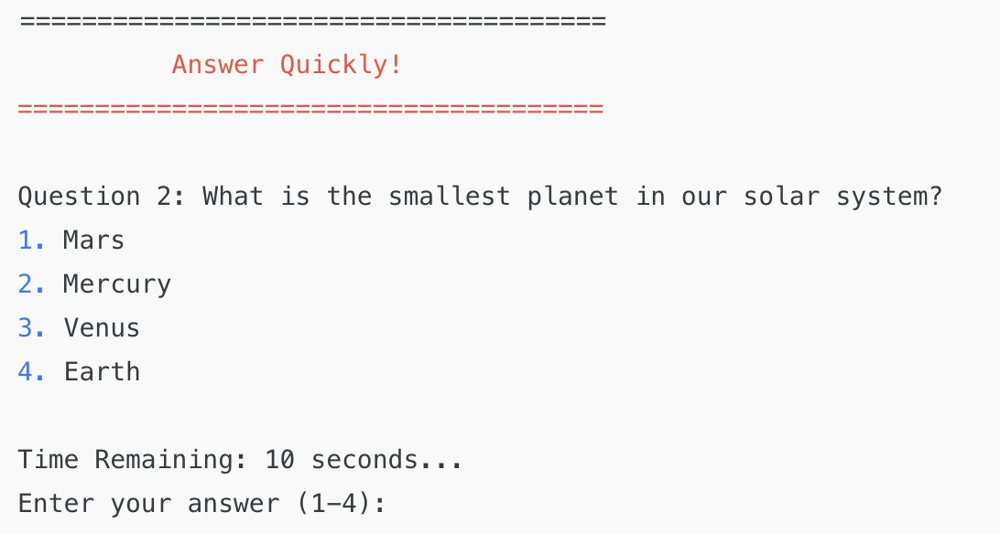 ======================================
Answer Quickly!
======================================
Question 2: What is the smallest planet in our solar system?
1. Mars
2. Mercury
3. Venus
4. Earth
Time Remaining: 10 seconds...
Enter your answer (1-4):